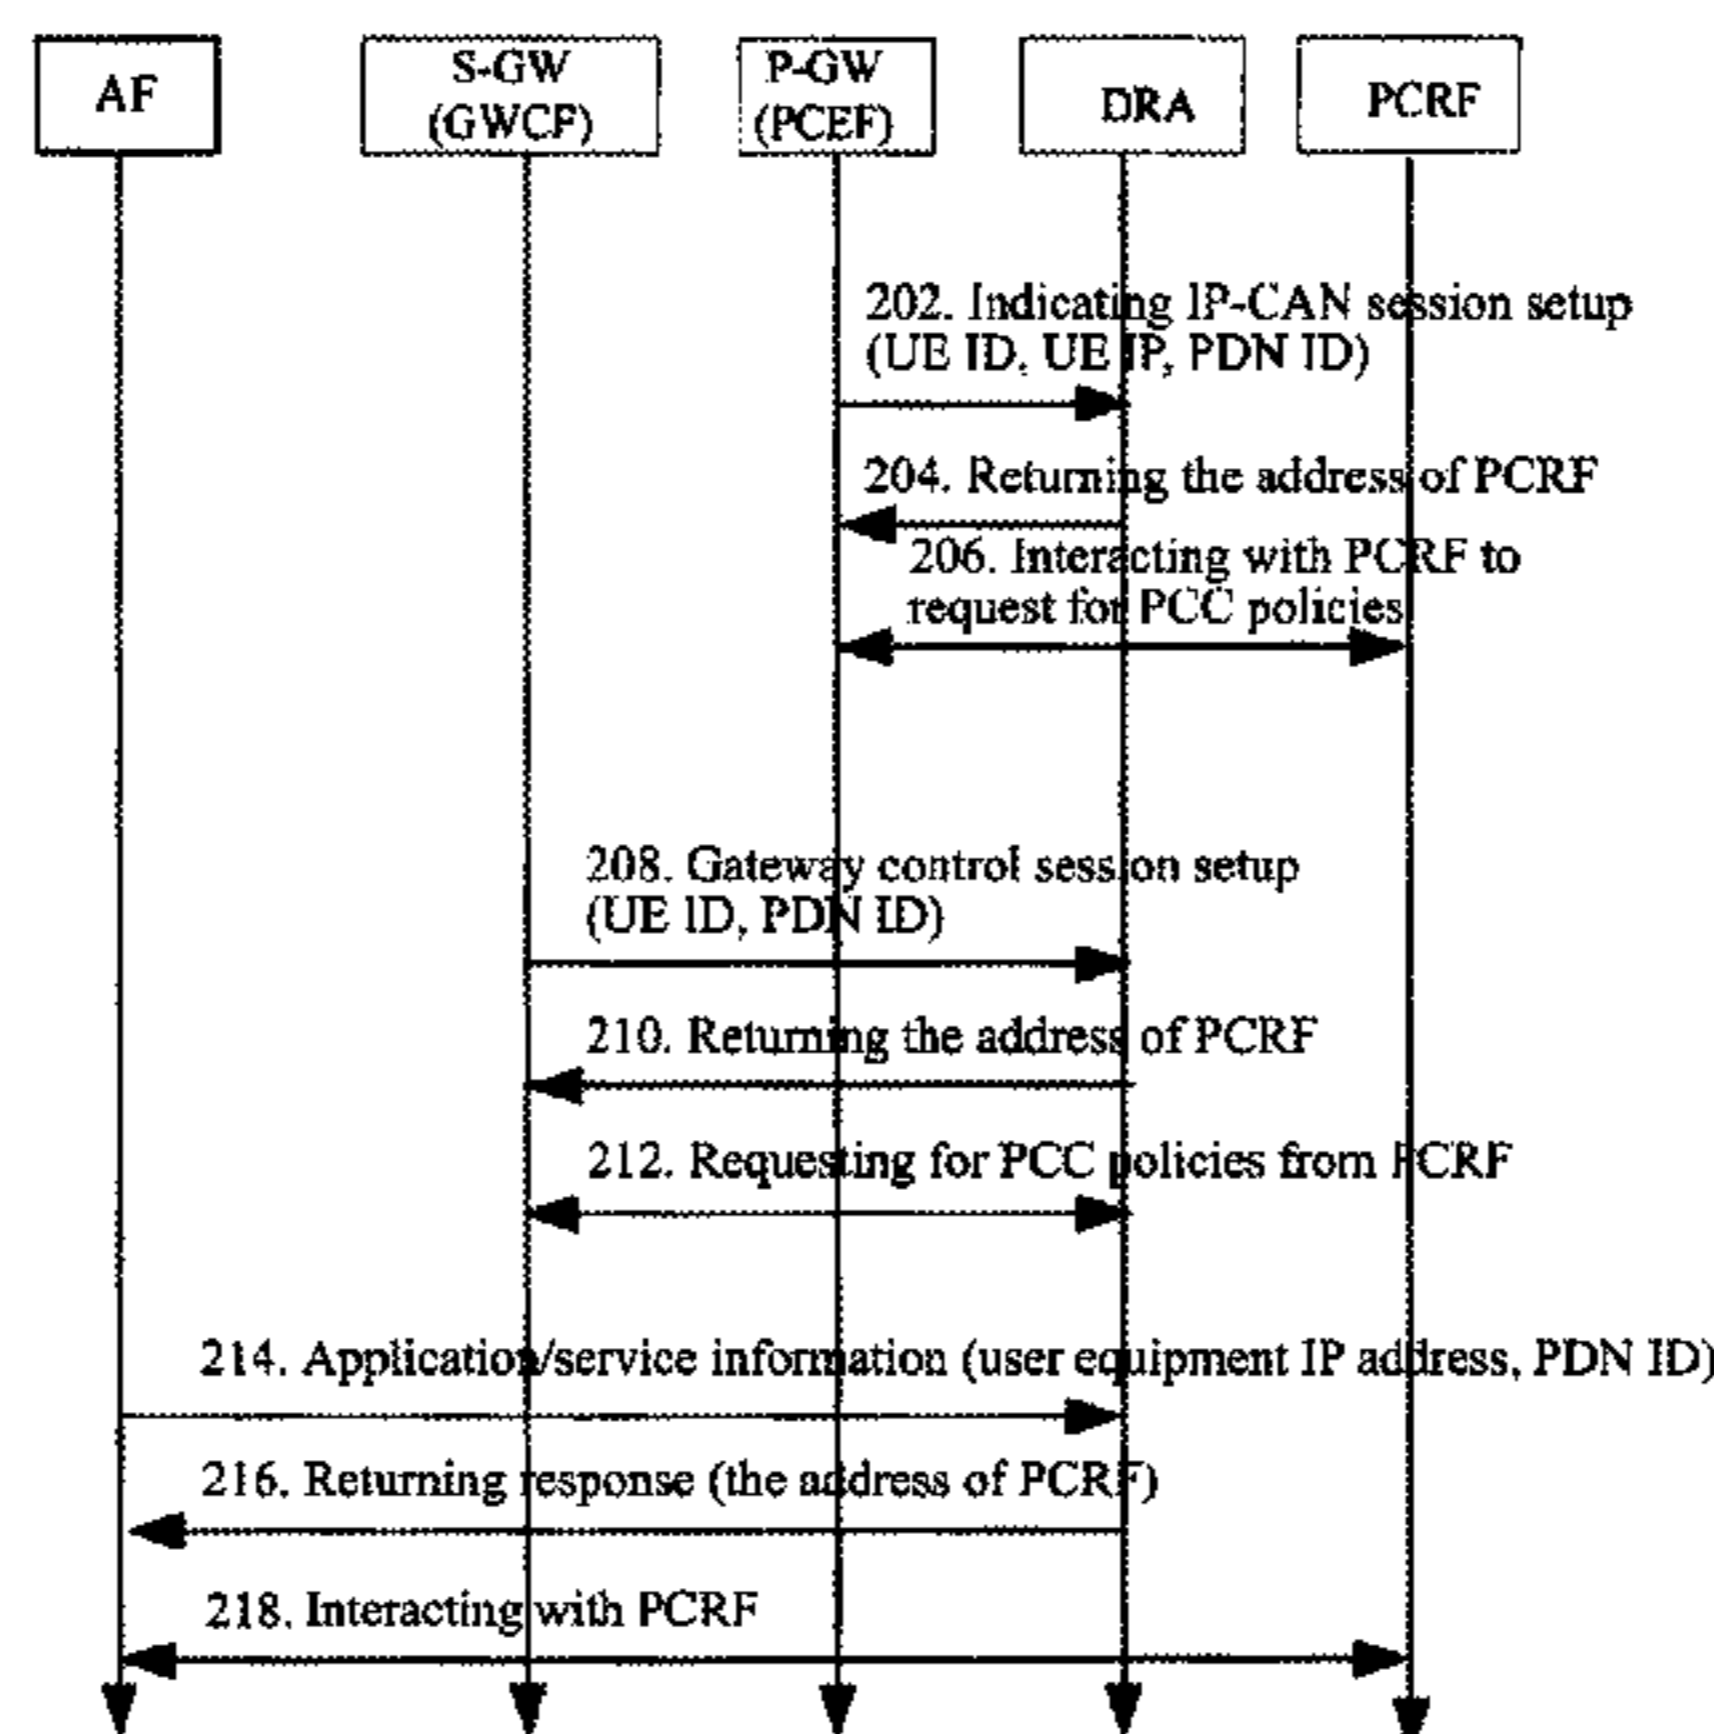 AF
S-GW
(GWCF)
P-GW
(PCEF)
DRA
PCRF
202. Indicating IP-CAN session setup
(UE ID, UE IP, PDN ID)
204. Returning the address of PCRF
206. Interacting with PCRF to
request for PCC policies
208. Gateway control session setup
(UE ID, PDN ID)
210. Returning the address of PCRF
212. Requesting for PCC policies from PCRF
214. Application/service information (user equipment IP address, PDN ID)
216. Returning response (the address of PCRF)
218. Interacting with PCRF